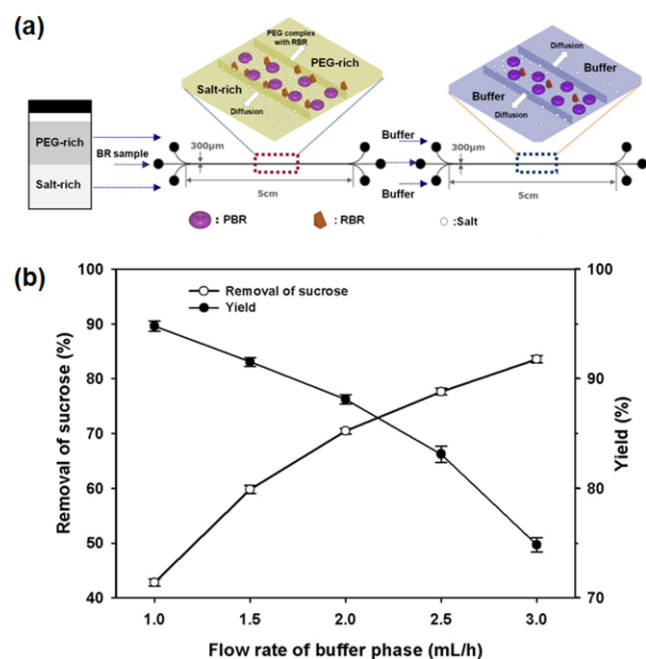 (a)
PEG complex
with RBR
PEG-rich
Salt-rich
Diffusion
Diffusion
Buffer
Buffer
Diffusion
PEG-rich
BR sample
Salt-rich
300μm
5cm
Buffer
Buffer
300μm
5cm
: PBR
: RBR
:Salt
(b)
Removal of sucrose
Yield
Removal of sucrose (%)
100
90
80
70
60
50
40
Yield (%)
100
90
80
70
1.0 1.5 2.0 2.5 3.0
Flow rate of buffer phase (mL/h)